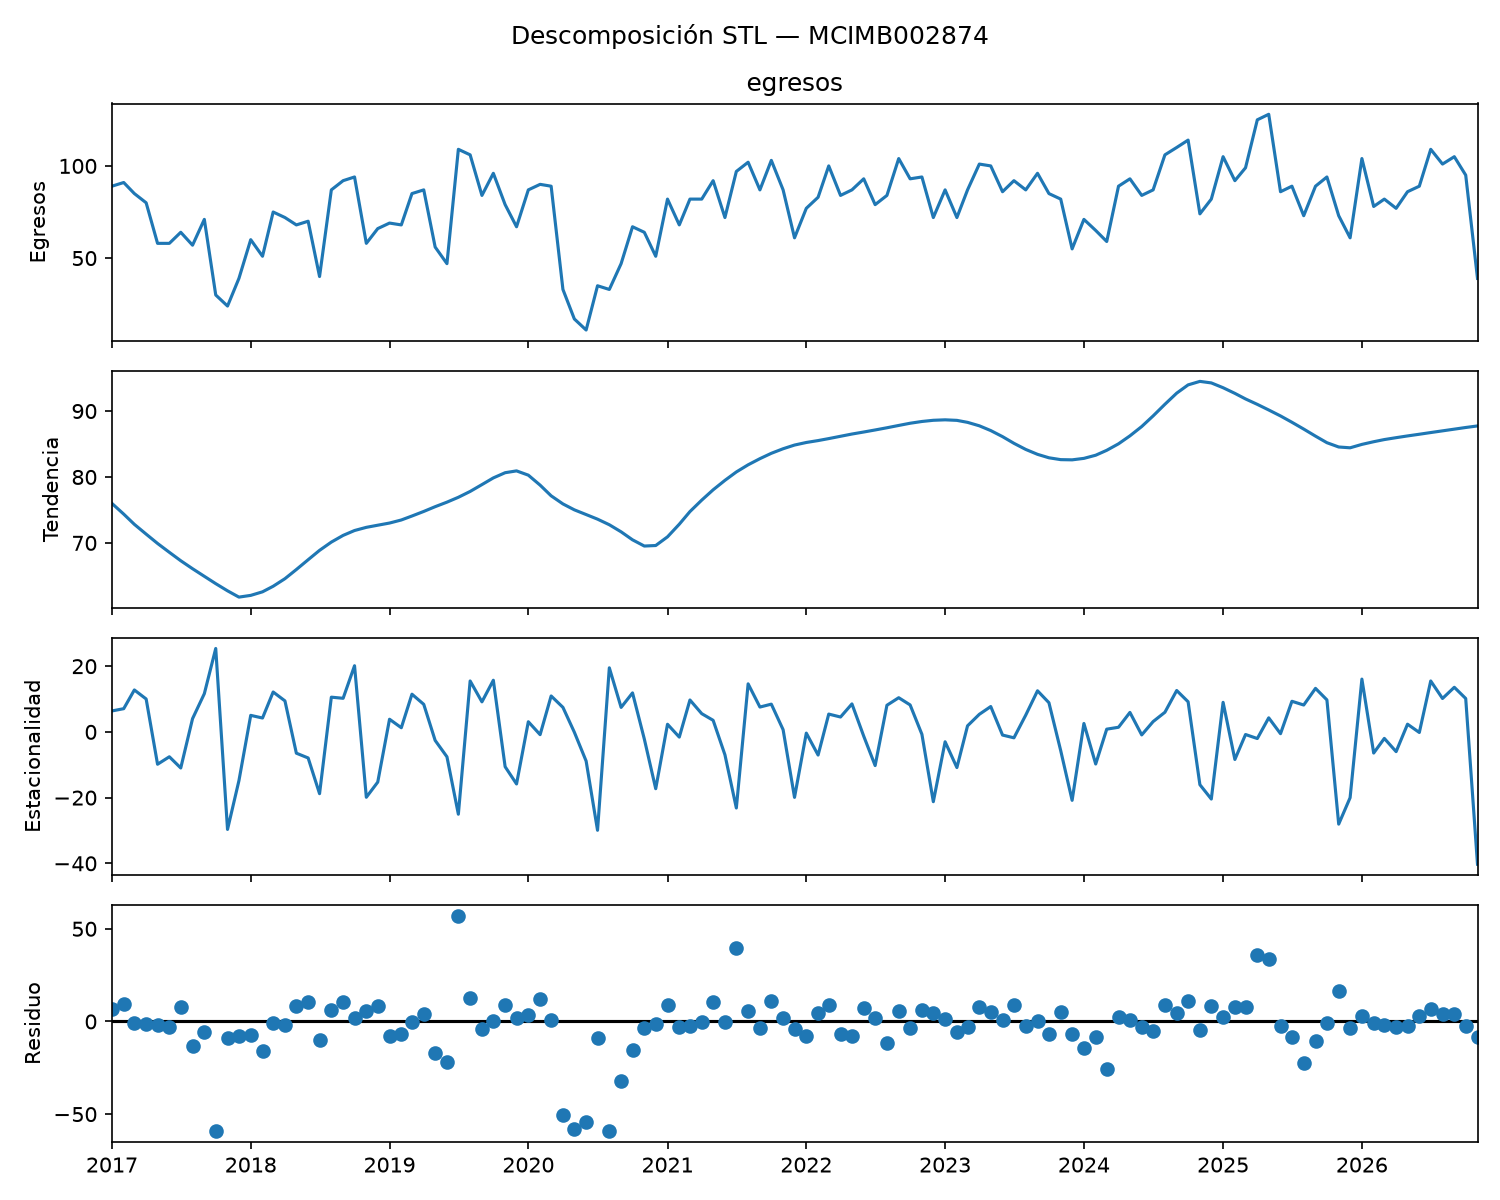 Descomposición STL — MCIMB002874
egresos
Egresos
100
50
Tendencia
90
80
70
Estacionalidad
20
0
−20
−40
Residuo
50
0
−50
2017 2018 2019 2020 2021 2022 2023 2024 2025 2026